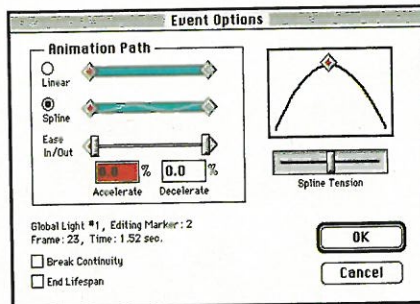 Event Options
Animation Path
Linear
Spline
Ease
In/Out
0.0 % 0.0 %
Accelerate Decelerate
Spline Tension
Global Light #1, Editing Marker: 2
Frame: 23, Time: 1.52 sec.
Break Continuity
End Lifespan
OK
Cancel